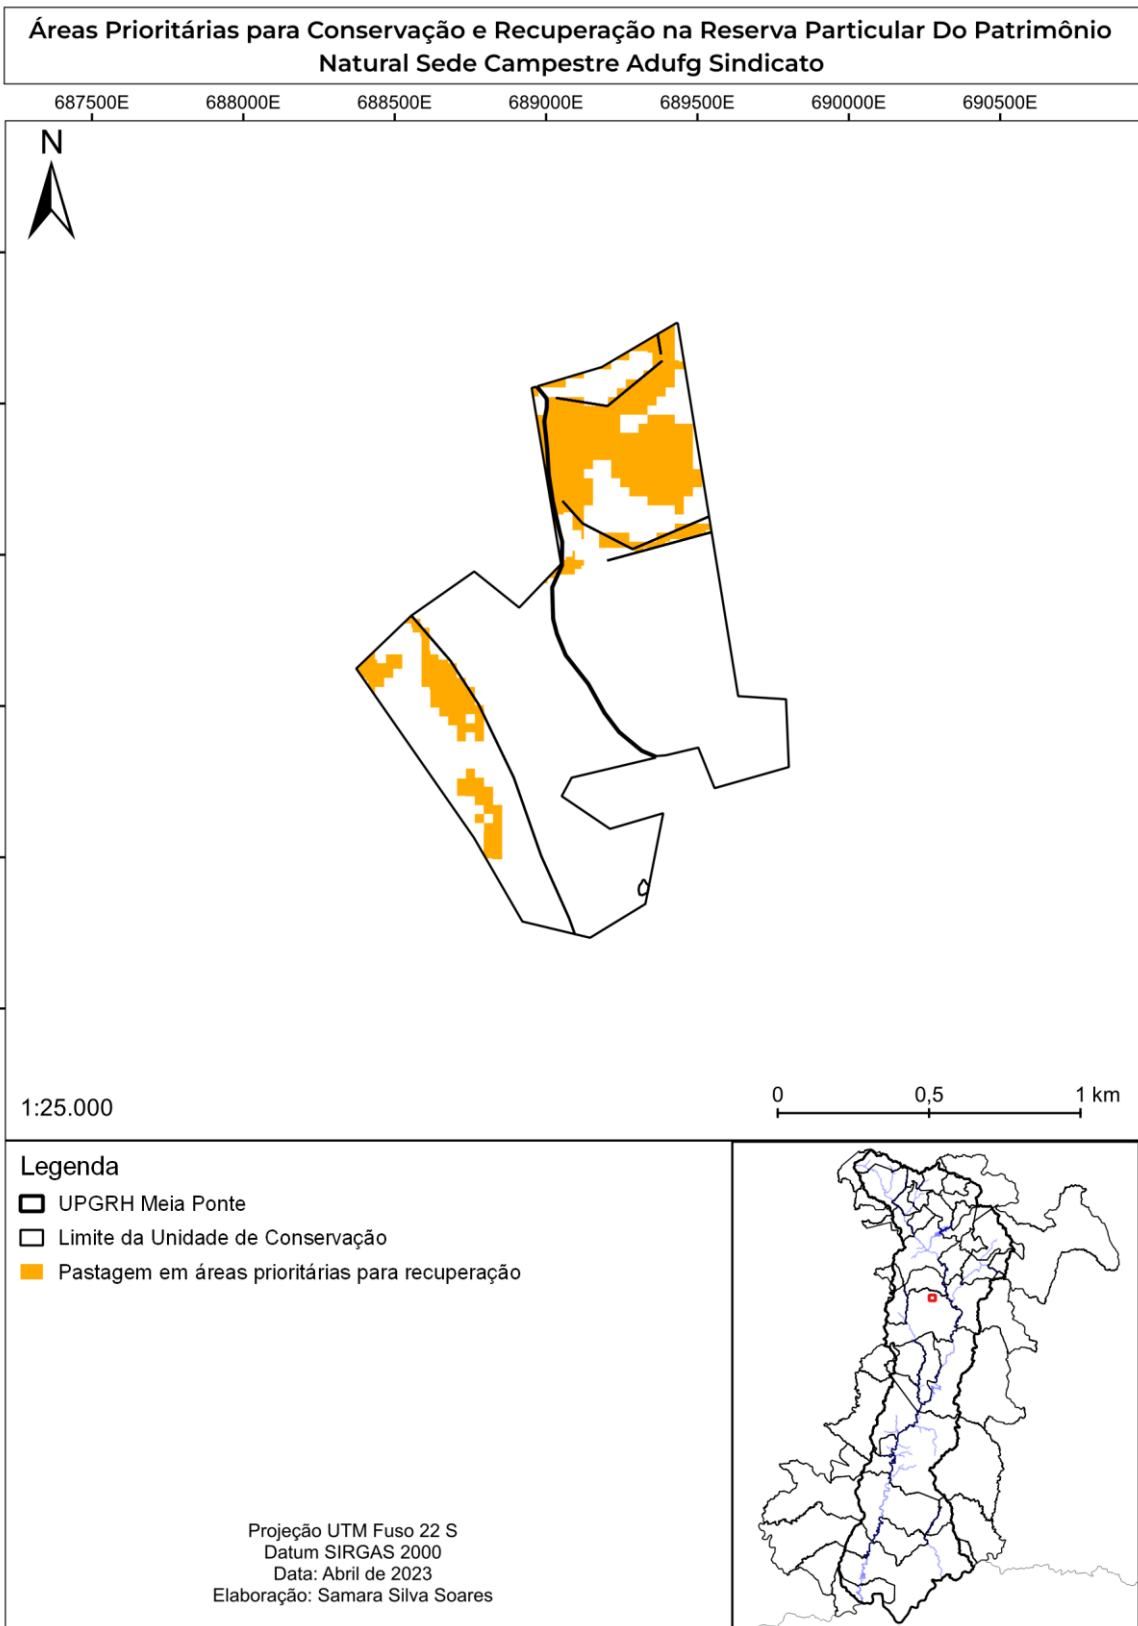 Áreas Prioritárias para Conservação e Recuperação na Reserva Particular Do Patrimônio
Natural Sede Campestre Adufg Sindicato
687500E 688000E 688500E 689000E 689500E 690000E 690500E
N
1:25.000
0 0,5 1 km
Legenda
UPGRH Meia Ponte
Limite da Unidade de Conservação
Pastagem em áreas prioritárias para recuperação
Projeção UTM Fuso 22 S
Datum SIRGAS 2000
Data: Abril de 2023
Elaboração: Samara Silva Soares